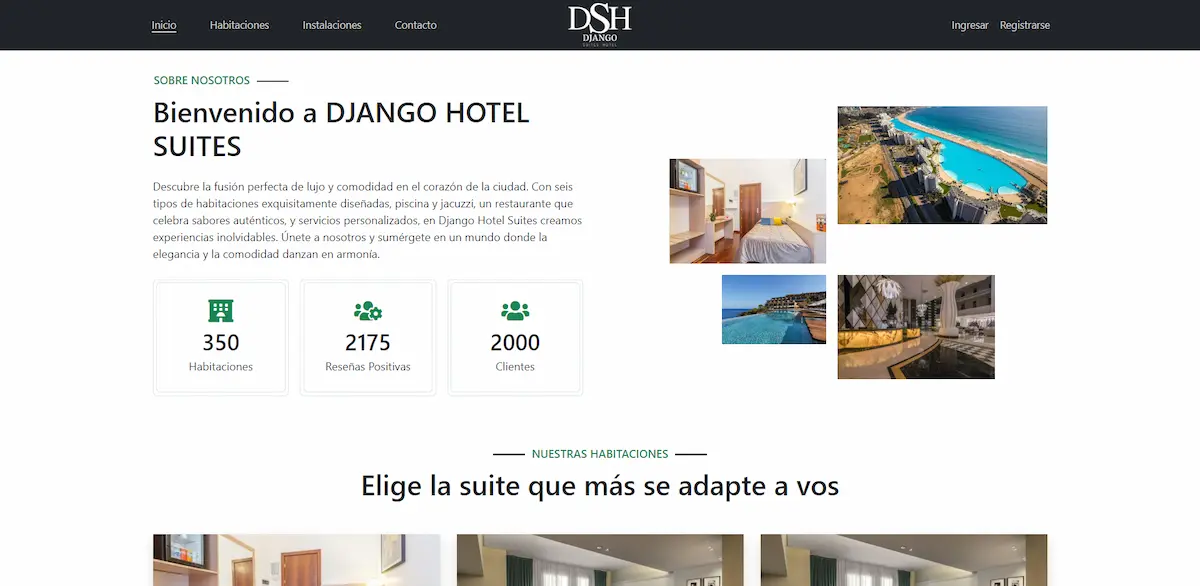 Inicio Habitaciones Instalaciones Contacto
DSH
DJANGO
SUITES HOTEL
Ingresar Registrarse
SOBRE NOSOTROS
Bienvenido a DJANGO HOTEL
SUITES
Descubre la fusión perfecta de lujo y comodidad en el corazón de la ciudad. Con seis
tipos de habitaciones exquisitamente diseñadas, piscina y jacuzzi, un restaurante que
celebra sabores auténticos, y servicios personalizados, en Django Hotel Suites creamos
experiencias inolvidables. Únete a nosotros y sumérgete en un mundo donde la
elegancia y la comodidad danzan en armonía.
350
Habitaciones
2175
Reseñas Positivas
2000
Clientes
NUESTRAS HABITACIONES
Elige la suite que más se adapte a vos